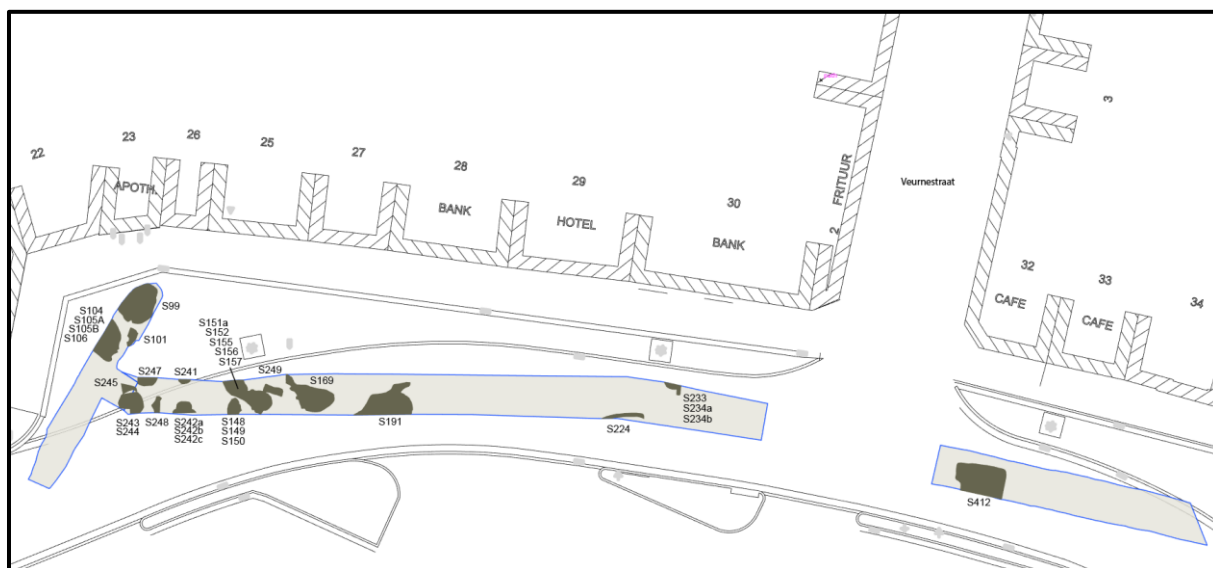 22
23
26
25
27
28
29
30
APOTH.
BANK
HOTEL
BANK
2 FRITUUR
Veurnestraat
3
32
33
34
CAFE
CAFE
S104
S105A
S105B
S106
S99
S101
S151a
S152
S155
S156
S157
S245
S247
S241
S249
S169
S243
S244
S248
S242a
S242b
S242c
S148
S149
S150
S191
S224
S233
S234a
S234b
S412